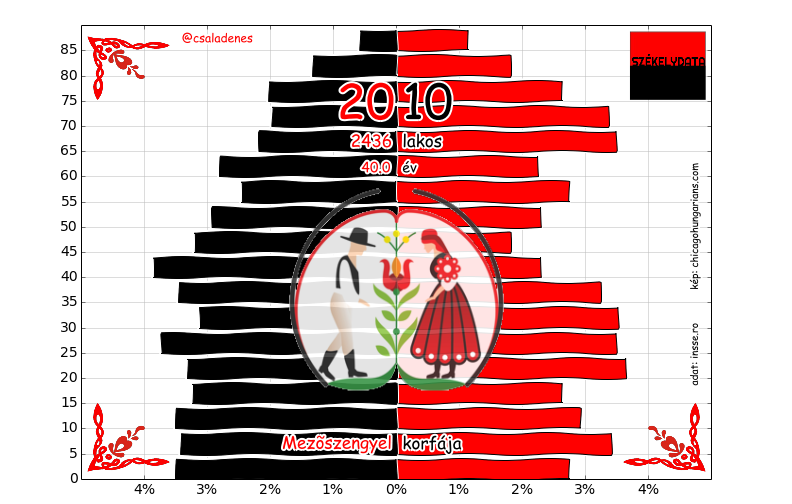 @csaladenes
SZÉKELYDATA
2010
2436 lakos
40.0 év
kép: chicagohungarians.com
adat: insse.ro
Mezőszengyel korfája
85
80
75
70
65
60
55
50
45
40
35
30
25
20
15
10
5
0
4% 3% 2% 1% 0% 1% 2% 3% 4%